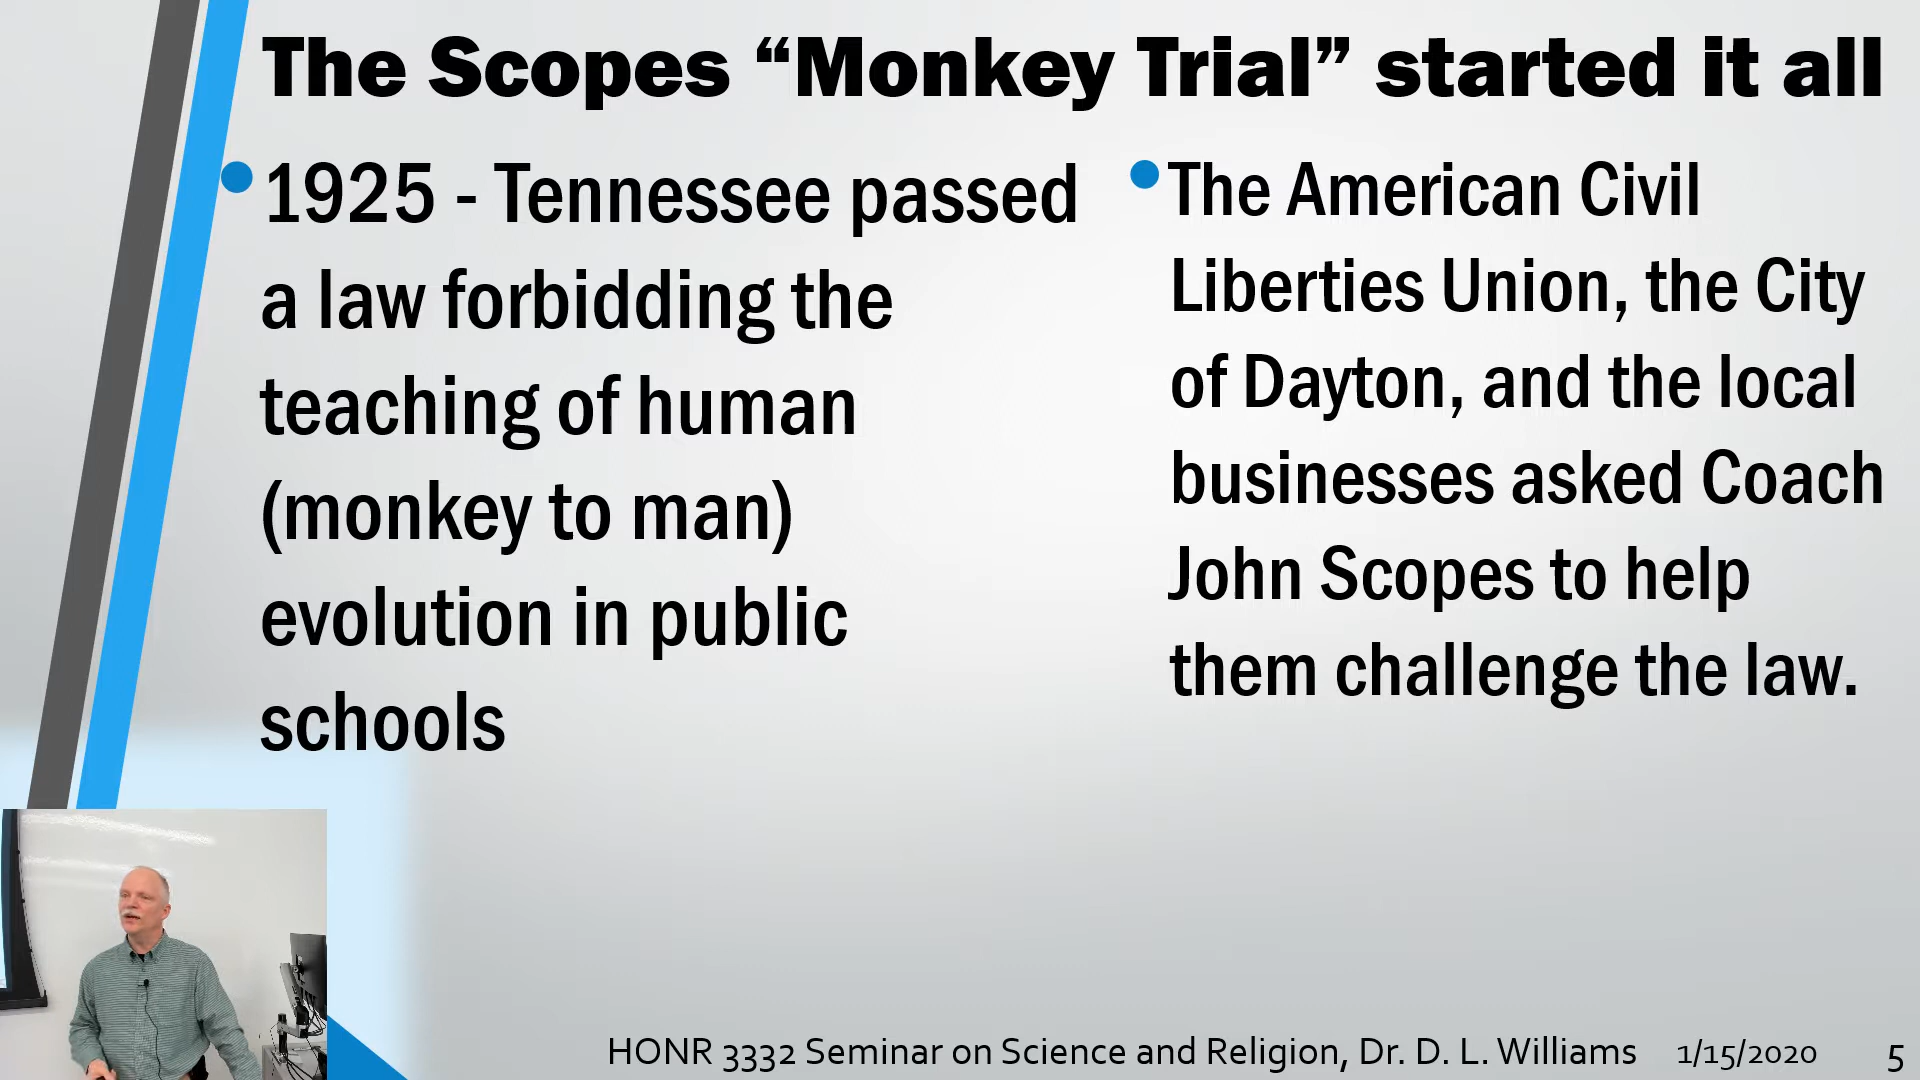 The Scopes “Monkey Trial” started it all
1925 - Tennessee passed
a law forbidding the
teaching of human
(monkey to man)
evolution in public
schools
The American Civil
Liberties Union, the City
of Dayton, and the local
businesses asked Coach
John Scopes to help
them challenge the law.
HONR 3332 Seminar on Science and Religion, Dr. D. L. Williams 1/15/2020 5